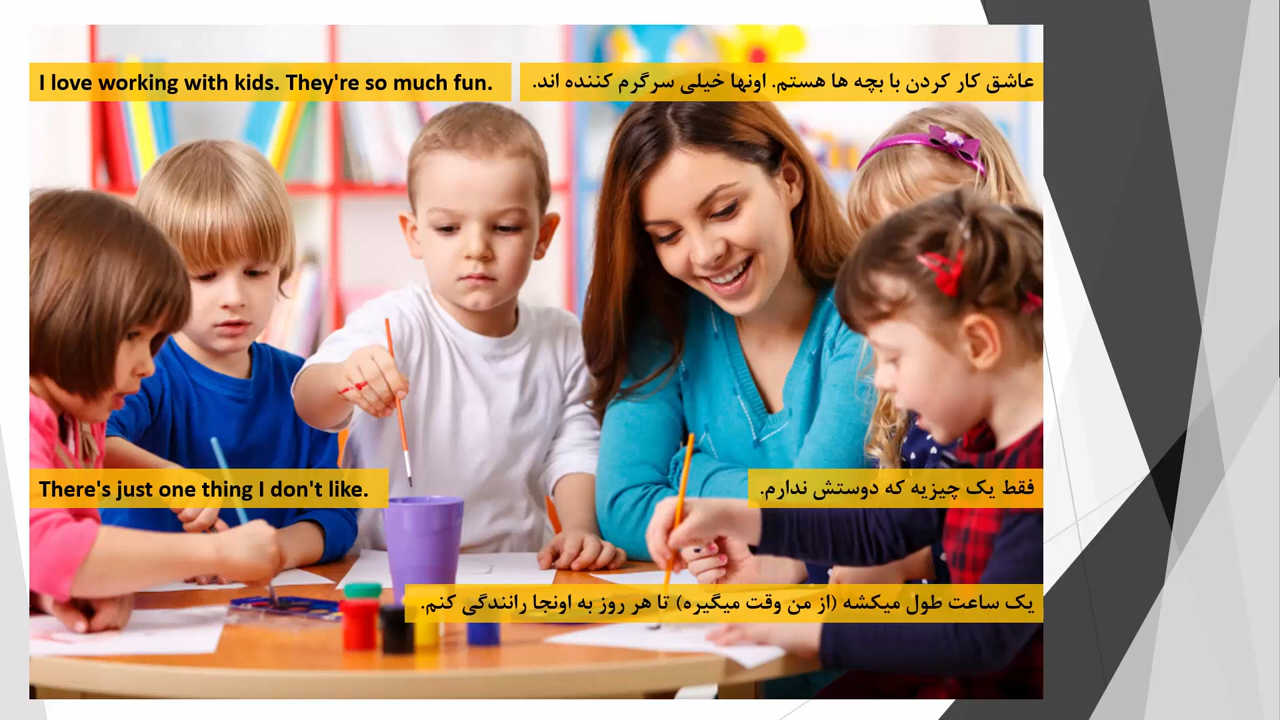 I love working with kids. They're so much fun.
عاشق کار کردن با بچه ها هستم. اونها خیلی سرگرم کننده اند.
There's just one thing I don't like.
فقط یک چیزیه که دوستش ندارم.
یک ساعت طول میکشه (از من وقت میگیره) تا هر روز به اونجا رانندگی کنم.